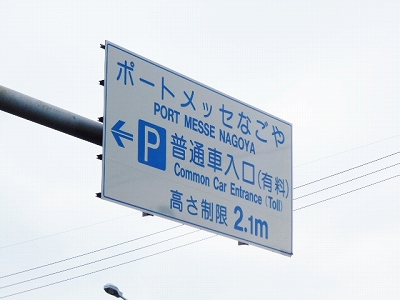 ポートメッセなごや
PORT MESSE NAGOYA
← P 普通車入口(有料)
Common Car Entrance (Toll)
高さ制限 2.1m